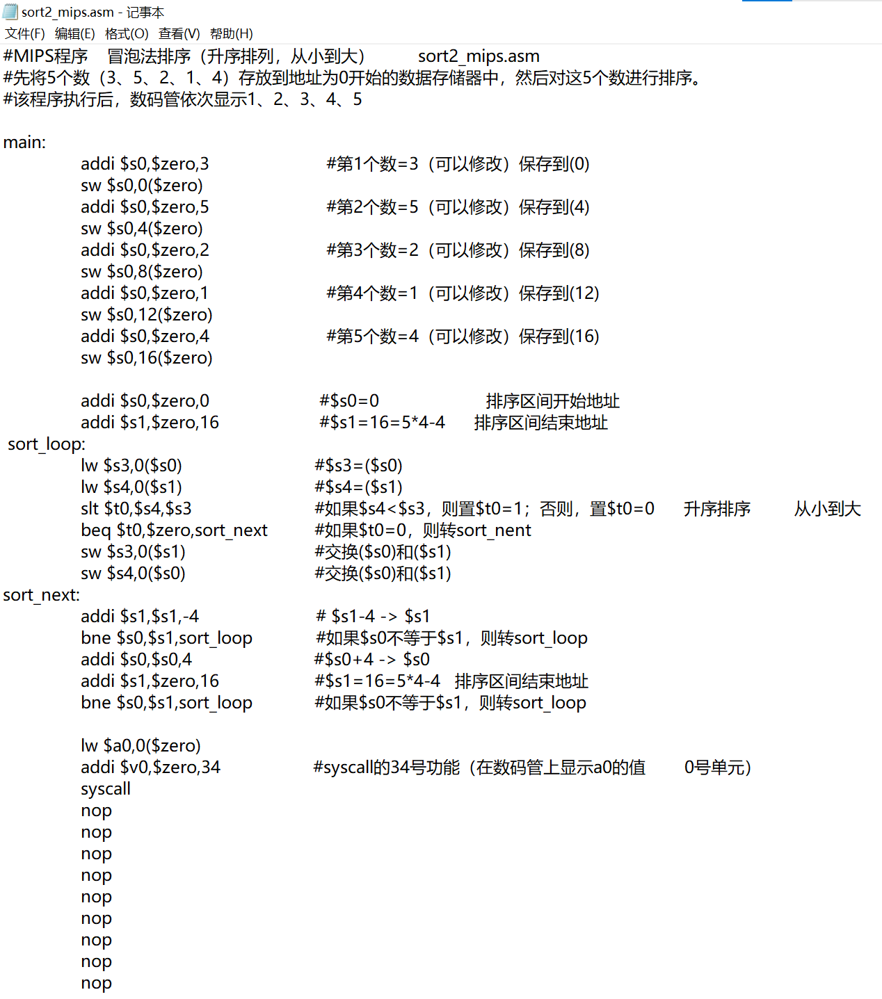 sort2_mips.asm - 记事本
文件(F) 编辑(E) 格式(O) 查看(V) 帮助(H)
#MIPS程序 冒泡法排序（升序排列，从小到大） sort2_mips.asm
#先将5个数（3、5、2、1、4）存放到地址为0开始的数据存储器中，然后对这5个数进行排序。
#该程序执行后，数码管依次显示1、2、3、4、5
main:
addi $s0,$zero,3 #第1个数=3（可以修改）保存到(0)
sw $s0,0($zero)
addi $s0,$zero,5 #第2个数=5（可以修改）保存到(4)
sw $s0,4($zero)
addi $s0,$zero,2 #第3个数=2（可以修改）保存到(8)
sw $s0,8($zero)
addi $s0,$zero,1 #第4个数=1（可以修改）保存到(12)
sw $s0,12($zero)
addi $s0,$zero,4 #第5个数=4（可以修改）保存到(16)
sw $s0,16($zero)
addi $s0,$zero,0 #$s0=0 排序区间开始地址
addi $s1,$zero,16 #$s1=16=5*4-4 排序区间结束地址
sort_loop:
lw $s3,0($s0) #$s3=($s0)
lw $s4,0($s1) #$s4=($s1)
slt $t0,$s4,$s3 #如果$s4<$s3，则置$t0=1；否则，置$t0=0 升序排序 从小到大
beq $t0,$zero,sort_next #如果$t0=0，则转sort_nent
sw $s3,0($s1) #交换($s0)和($s1)
sw $s4,0($s0) #交换($s0)和($s1)
sort_next:
addi $s1,$s1,-4 # $s1-4 -> $s1
bne $s0,$s1,sort_loop #如果$s0不等于$s1，则转sort_loop
addi $s0,$s0,4 #$s0+4 -> $s0
addi $s1,$zero,16 #$s1=16=5*4-4 排序区间结束地址
bne $s0,$s1,sort_loop #如果$s0不等于$s1，则转sort_loop
lw $a0,0($zero)
addi $v0,$zero,34 #syscall的34号功能（在数码管上显示a0的值 0号单元）
syscall
nop
nop
nop
nop
nop
nop
nop
nop
nop